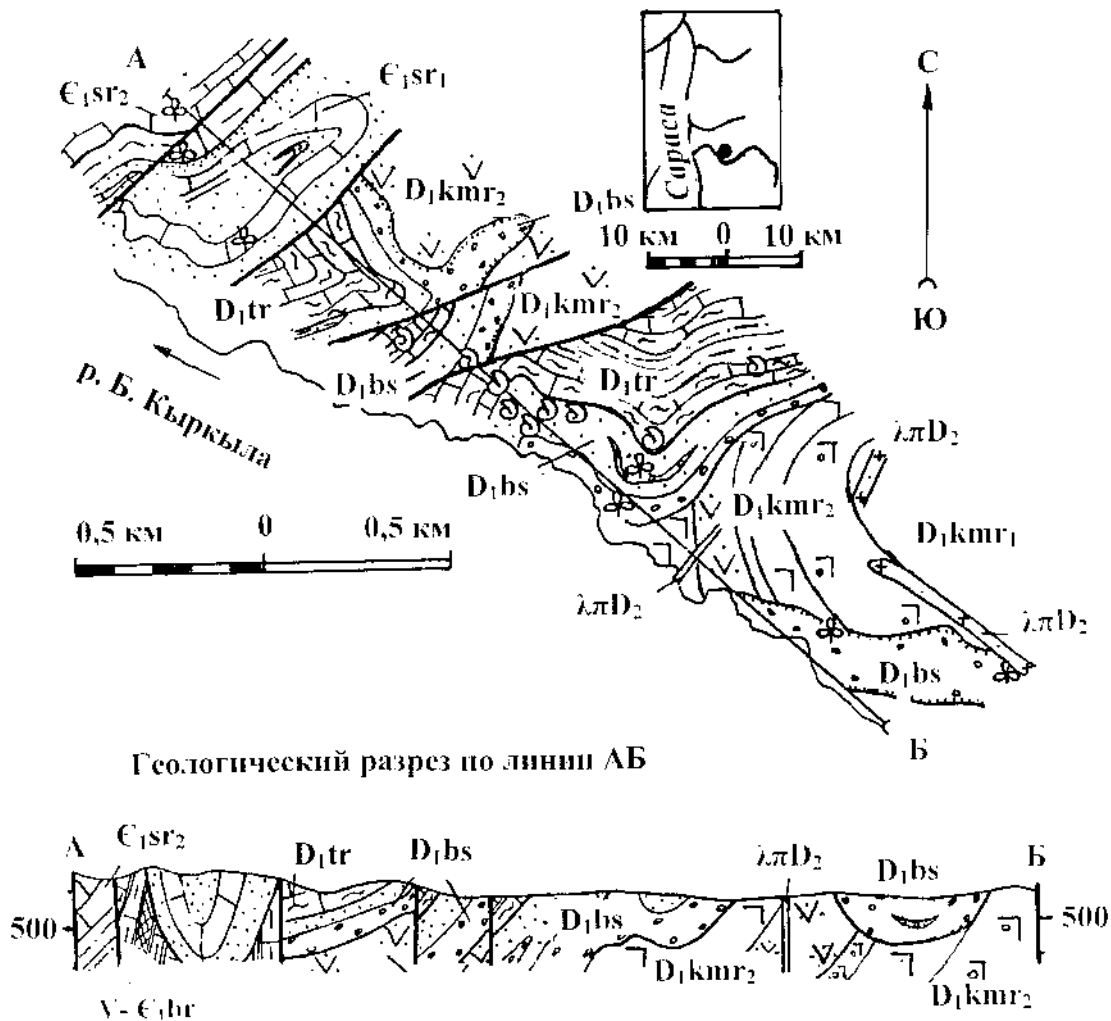 А
Є₁sr₂
Є₁sr₁
С
Сариса
D₁kmr₂
D₁bs
10 км 0 10 км
D₁tr
D₁kmr₂
Ю
р. Б. Кыркыла
D₁bs
D₁tr
λπD₂
D₁bs
D₁kmr₂
0,5 км 0 0,5 км
D₁kmr₁
λπD₂
λπD₂
D₁bs
Б
Геологический разрез по линии АБ
А
Є₁sr₂
D₁tr
D₁bs
λπD₂
D₁bs
Б
500
D₁bs
500
D₁kmr₂
D₁kmr₂
V- Є₁br